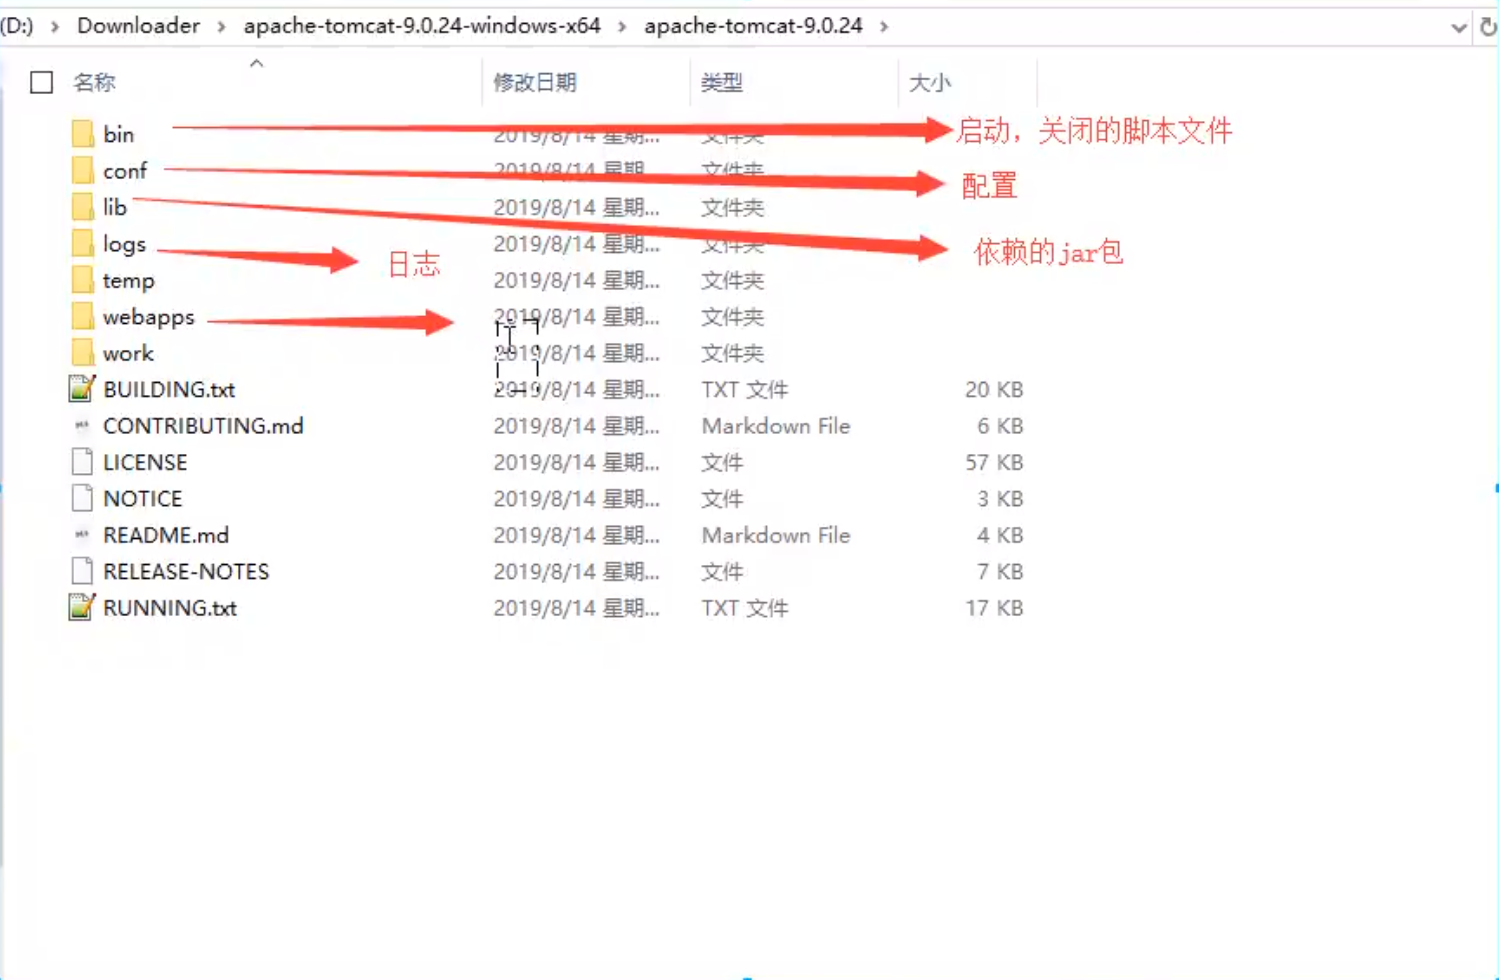 (D:) › Downloader › apache-tomcat-9.0.24-windows-x64 › apache-tomcat-9.0.24 ›
名称 修改日期 类型 大小
bin 2019/8/14 星期... 文件夹 启动，关闭的脚本文件
conf 2019/8/14 星期... 文件夹 配置
lib 2019/8/14 星期... 文件夹
logs 2019/8/14 星期... 文件夹 依赖的jar包
日志
temp 2019/8/14 星期... 文件夹
webapps 2019/8/14 星期... 文件夹
work 2019/8/14 星期... 文件夹
BUILDING.txt 2019/8/14 星期... TXT 文件 20 KB
CONTRIBUTING.md 2019/8/14 星期... Markdown File 6 KB
LICENSE 2019/8/14 星期... 文件 57 KB
NOTICE 2019/8/14 星期... 文件 3 KB
README.md 2019/8/14 星期... Markdown File 4 KB
RELEASE-NOTES 2019/8/14 星期... 文件 7 KB
RUNNING.txt 2019/8/14 星期... TXT 文件 17 KB